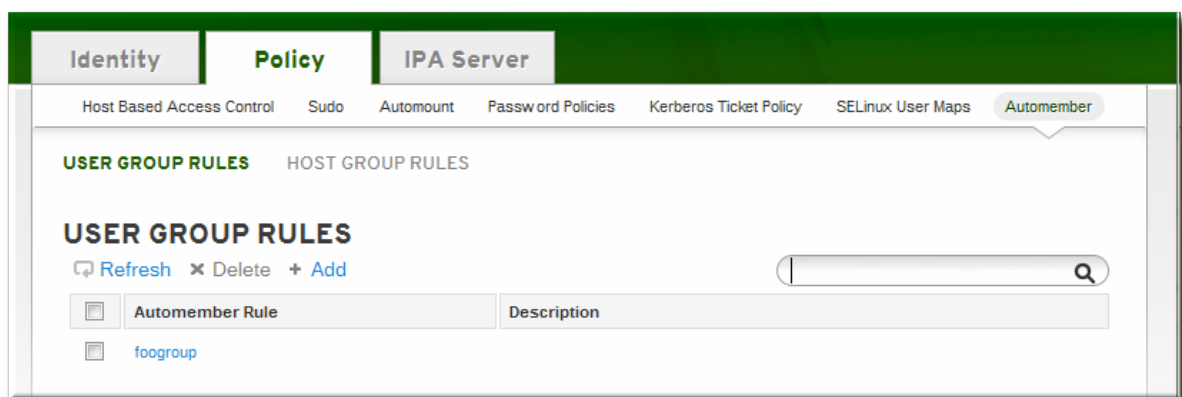 Identity Policy IPA Server
Host Based Access Control Sudo Automount Password Policies Kerberos Ticket Policy SELinux User Maps Automember
USER GROUP RULES HOST GROUP RULES
USER GROUP RULES
Refresh Delete Add
Automember Rule Description
foogroup